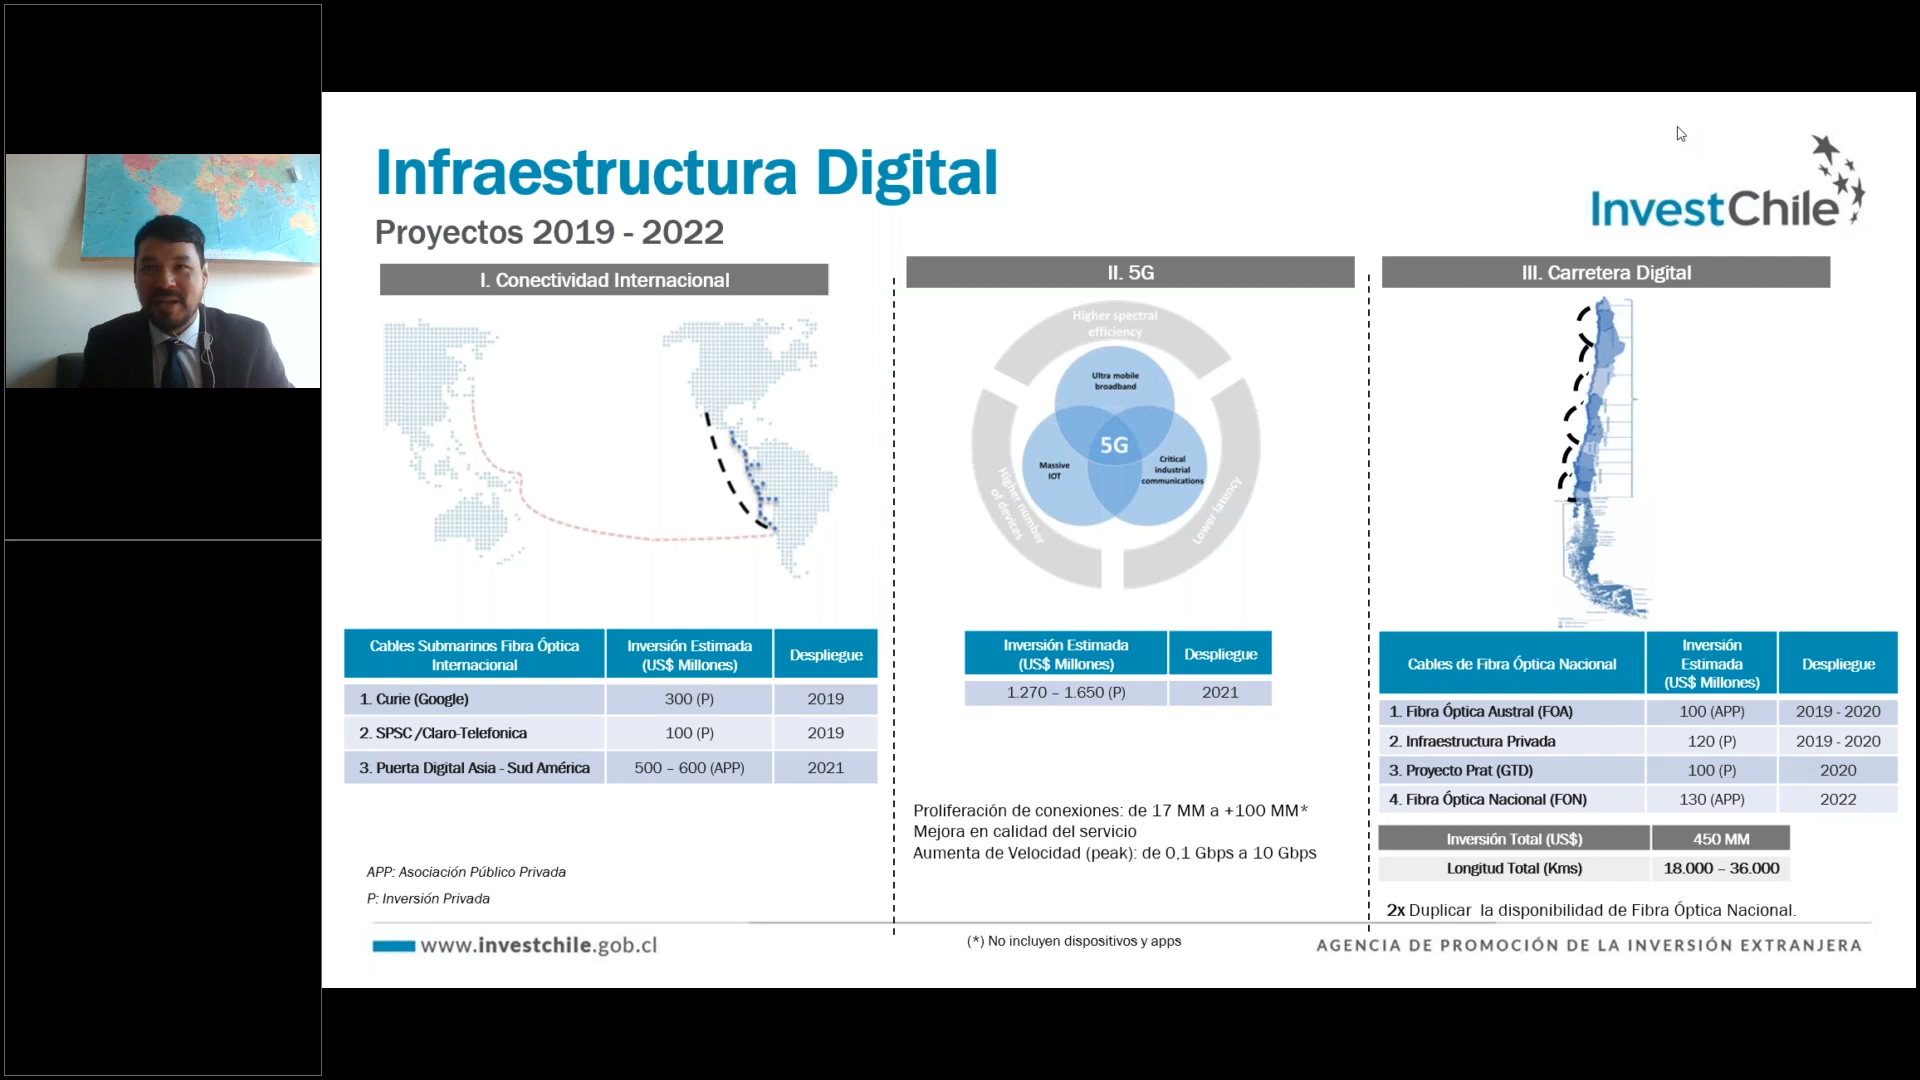 Infraestructura Digital
Proyectos 2019 - 2022
InvestChile
I. Conectividad Internacional
Cables Submarinos Fibra Óptica Internacional | Inversión Estimada (US$ Millones) | Despliegue
1. Curie (Google) | 300 (P) | 2019
2. SPSC /Claro-Telefonica | 100 (P) | 2019
3. Puerta Digital Asia - Sud América | 500 – 600 (APP) | 2021
APP: Asociación Público Privada
P: Inversión Privada
II. 5G
Higher spectral
efficiency
Ultra mobile
broadband
5G
Massive
IOT
Critical
industrial
communications
Higher number
of devices
Lower latency
Inversión Estimada (US$ Millones) | Despliegue
1.270 – 1.650 (P) | 2021
Proliferación de conexiones: de 17 MM a +100 MM*
Mejora en calidad del servicio
Aumenta de Velocidad (peak): de 0,1 Gbps a 10 Gbps
III. Carretera Digital
Cables de Fibra Óptica Nacional | Inversión Estimada (US$ Millones) | Despliegue
1. Fibra Óptica Austral (FOA) | 100 (APP) | 2019 - 2020
2. Infraestructura Privada | 120 (P) | 2019 - 2020
3. Proyecto Prat (GTD) | 100 (P) | 2020
4. Fibra Óptica Nacional (FON) | 130 (APP) | 2022
Inversión Total (US$) | 450 MM
Longitud Total (Kms) | 18.000 – 36.000
2x Duplicar la disponibilidad de Fibra Óptica Nacional.
www.investchile.gob.cl
(*) No incluyen dispositivos y apps
AGENCIA DE PROMOCIÓN DE LA INVERSIÓN EXTRANJERA